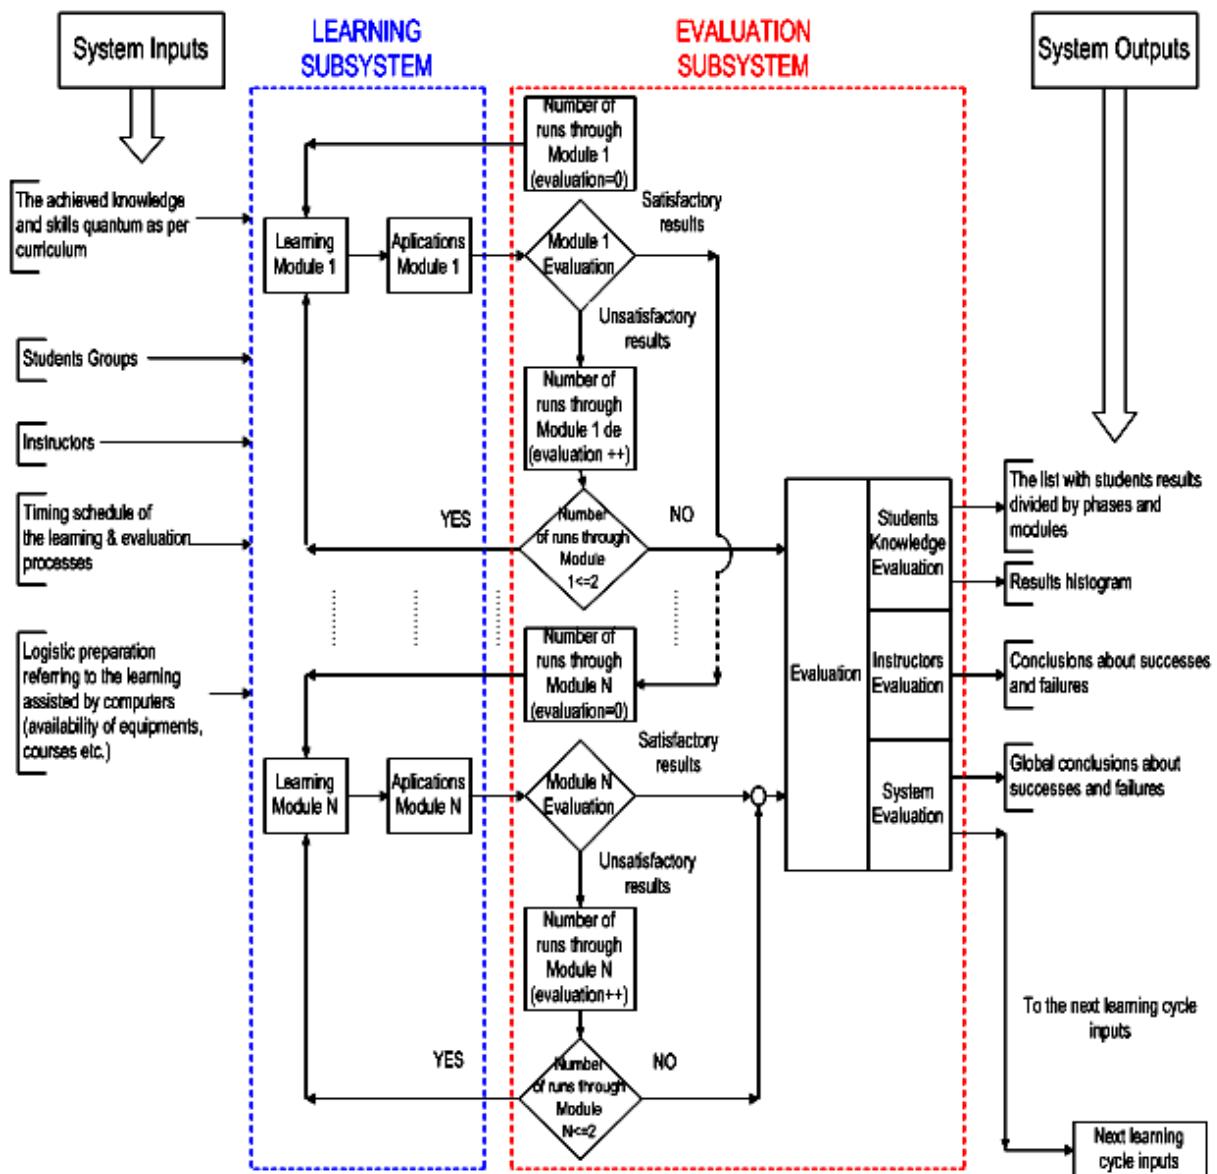 System Inputs
LEARNING
SUBSYSTEM
EVALUATION
SUBSYSTEM
System Outputs
The achieved knowledge
and skills quantum as per
curriculum
Students Groups
Instructors
Timing schedule of
the learning & evaluation
processes
Logistic preparation
referring to the learning
assisted by computers
(availability of equipments,
courses etc.)
Number of
runs through
Module 1
(evaluation=0)
Learning
Module 1
Aplications
Module 1
Module 1
Evaluation
Satisfactory
results
Unsatisfactory
results
Number of
runs through
Module 1 de
(evaluation ++)
YES
Number
of runs through
Module
1<=2
NO
Number of
runs through
Module N
(evaluation=0)
Learning
Module N
Aplications
Module N
Module N
Evaluation
Satisfactory
results
Unsatisfactory
results
Number of
runs through
Module N
(evaluation++)
YES
Number
of runs through
Module
N<=2
NO
Evaluation
Students
Knowledge
Evaluation
Instructors
Evaluation
System
Evaluation
The list with students results
divided by phases and
modules
Results histogram
Conclusions about successes
and failures
Global conclusions about
successes and failures
To the next learning cycle
inputs
Next learning
cycle inputs